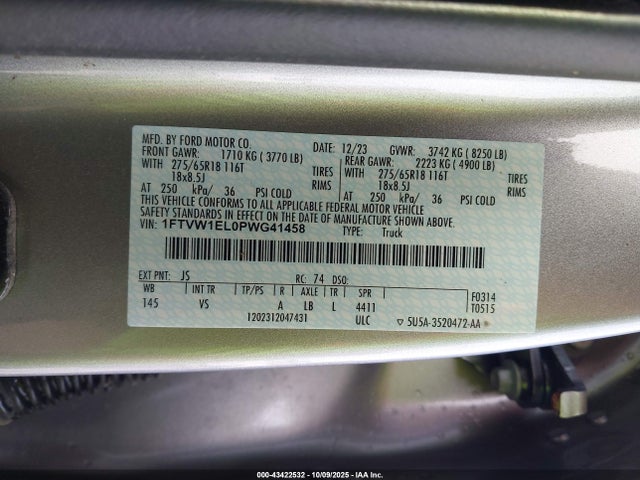 MFD. BY FORD MOTOR CO.
DATE: 12/23 GVWR: 3742 KG ( 8250 LB)
FRONT GAWR: 1710 KG ( 3770 LB) REAR GAWR: 2223 KG ( 4900 LB)
WITH 275/65R18 116T TIRES WITH 275/65R18 116T TIRES
18x8.5J RIMS 18x8.5J RIMS
AT 250 kPa/ 36 PSI COLD AT 250 kPa/ 36 PSI COLD
THIS VEHICLE CONFORMS TO ALL APPLICABLE FEDERAL MOTOR VEHICLE
SAFETY STANDARDS IN EFFECT ON THE DATE OF MANUFACTURE SHOWN ABOVE.
VIN: 1FTVW1EL0PWG41458 TYPE: Truck
EXT PNT: JS RC: 74 DSO:
WB INT TR TP/PS R AXLE TR SPR
145 VS A LB L 4411
F0314
T0515
1202312047431 ULC 5U5A-3520472-AA
000-43422532 - 10/09/2025 - IAA Inc.